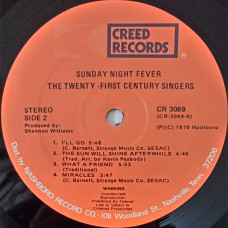 CREED
RECORDS
SUNDAY NIGHT FEVER
THE TWENTY-FIRST CENTURY SINGERS
STEREO
SIDE 2
Produced by:
Shannon Williams
CR 3089
(CR-3089-B)
(P)(C) 1978 Nashboro
1 I'LL GO 5:48
(C. Barnett, Strange Music Co. SESAC)
2 THE SUN WILL SHINE AFTERWHILE 4:46
(Trad. Arr. by Kevin Peabody)
3 WHAT A FRIEND 5:53
(Traditional)
4 MIRACLES 3:47
(C. Barnett, Strange Music Co. SESAC)
WARNING
Unauthorized
Dist by NASHBORO RECORD CO. 1011 Woodland St. Nashville, Tenn. 37206